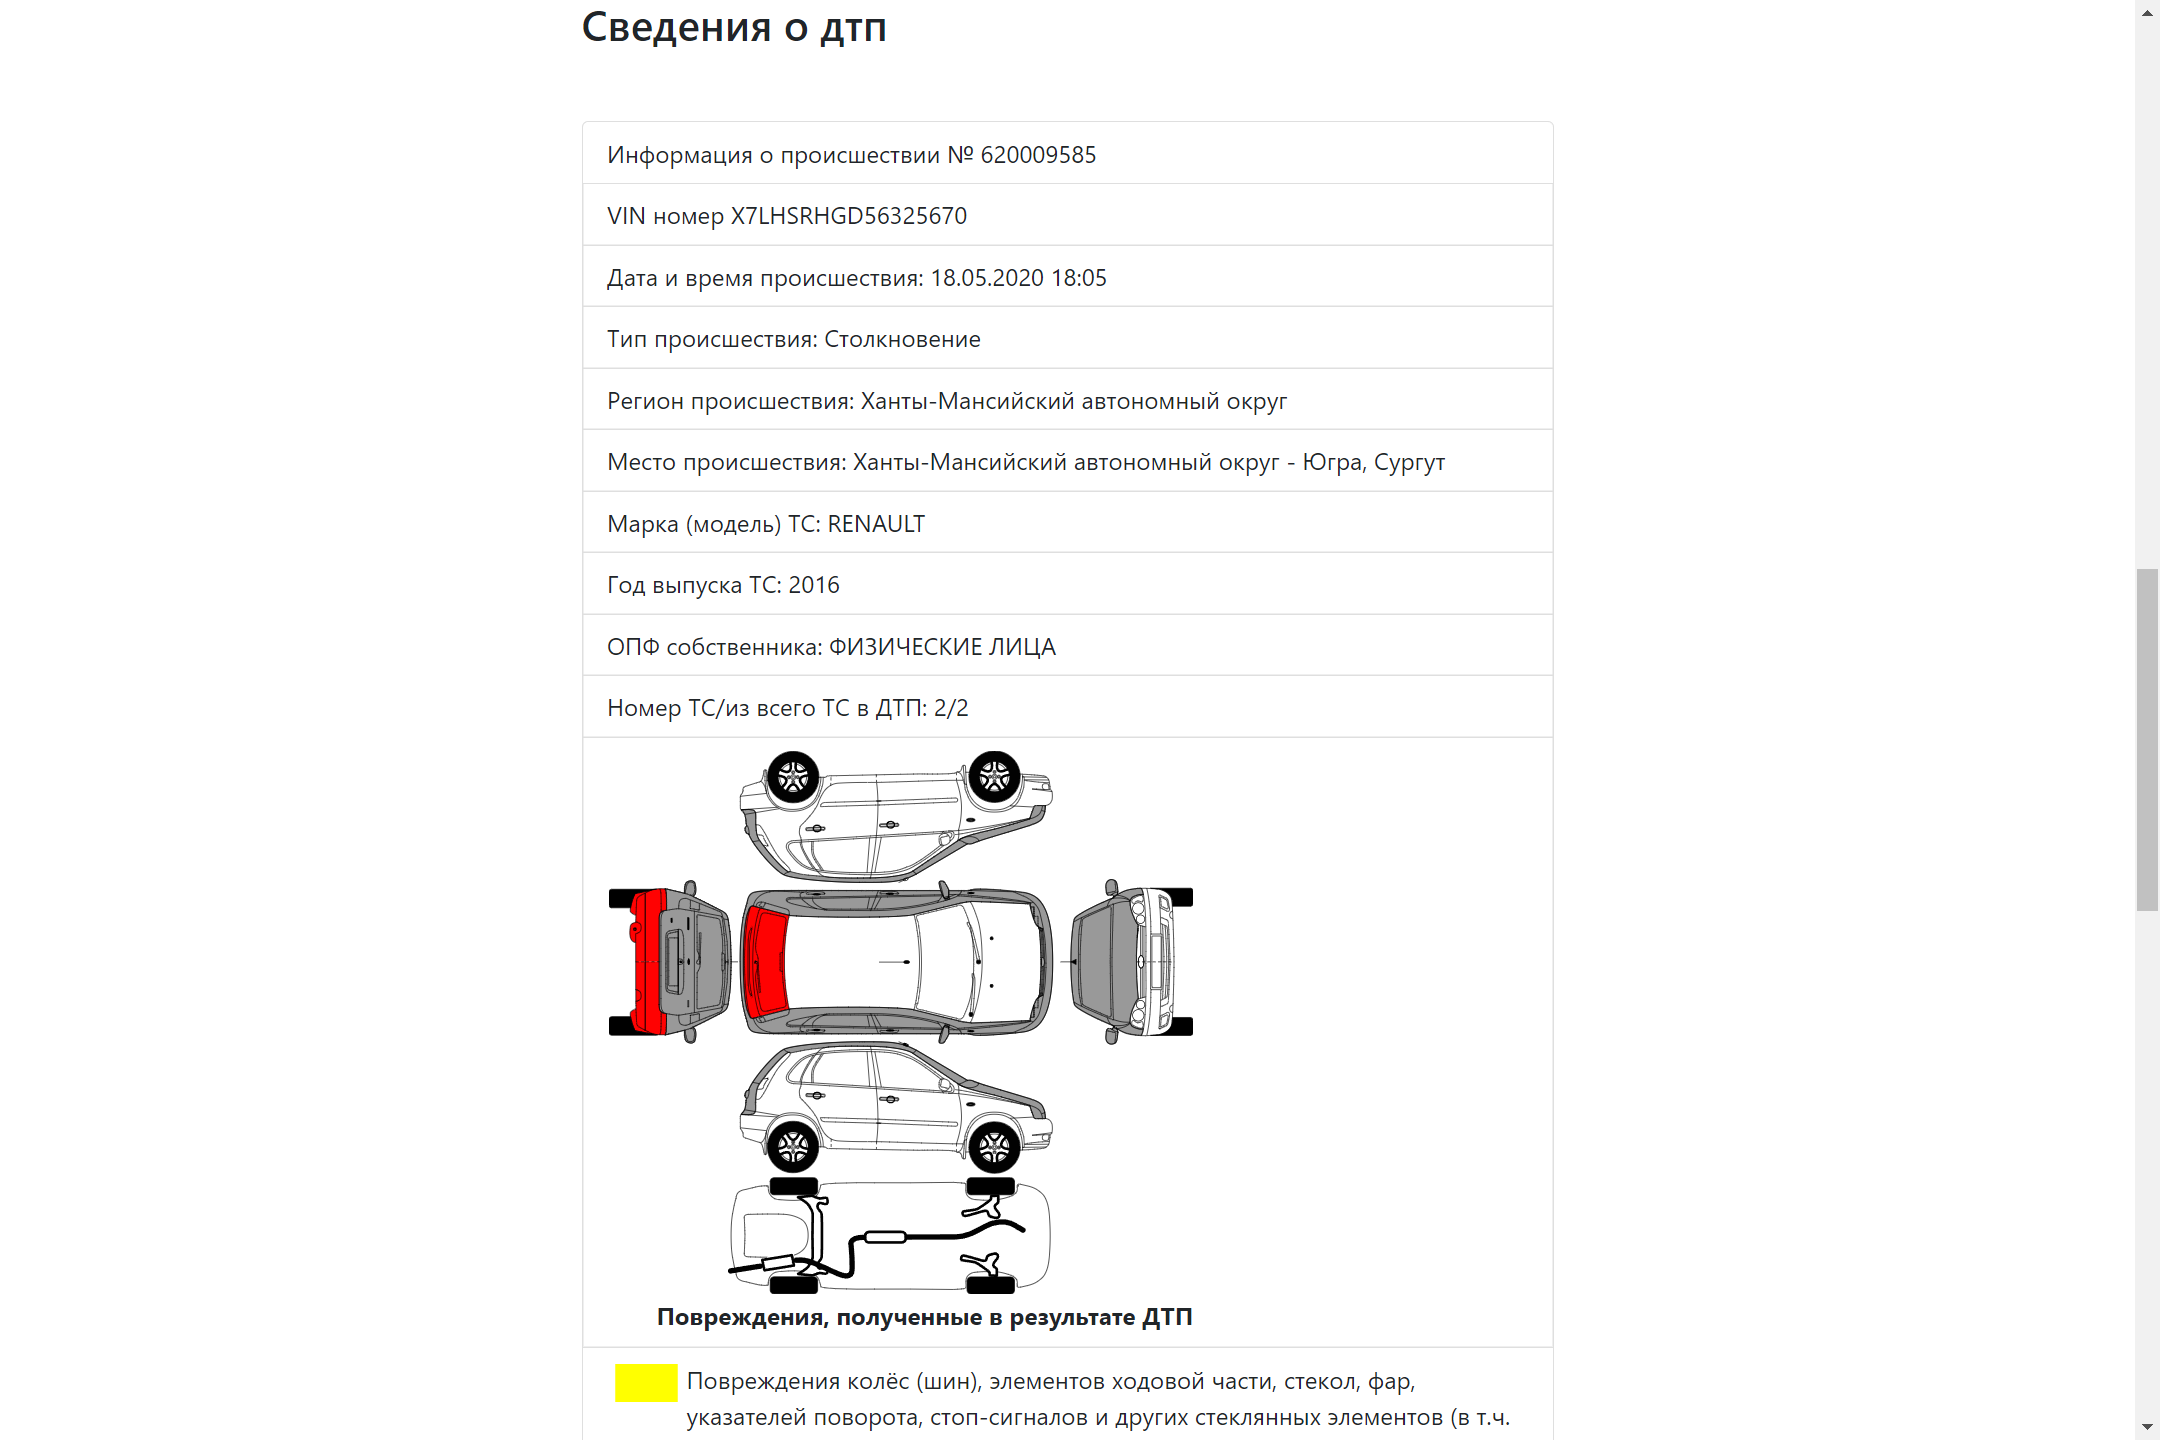 Сведения о дтп
Информация о происшествии № 620009585
VIN номер X7LHSRHGD56325670
Дата и время происшествия: 18.05.2020 18:05
Тип происшествия: Столкновение
Регион происшествия: Ханты-Мансийский автономный округ
Место происшествия: Ханты-Мансийский автономный округ - Югра, Сургут
Марка (модель) ТС: RENAULT
Год выпуска ТС: 2016
ОПФ собственника: ФИЗИЧЕСКИЕ ЛИЦА
Номер ТС/из всего ТС в ДТП: 2/2
Повреждения, полученные в результате ДТП
Повреждения колёс (шин), элементов ходовой части, стекол, фар,
указателей поворота, стоп-сигналов и других стеклянных элементов (в т.ч.